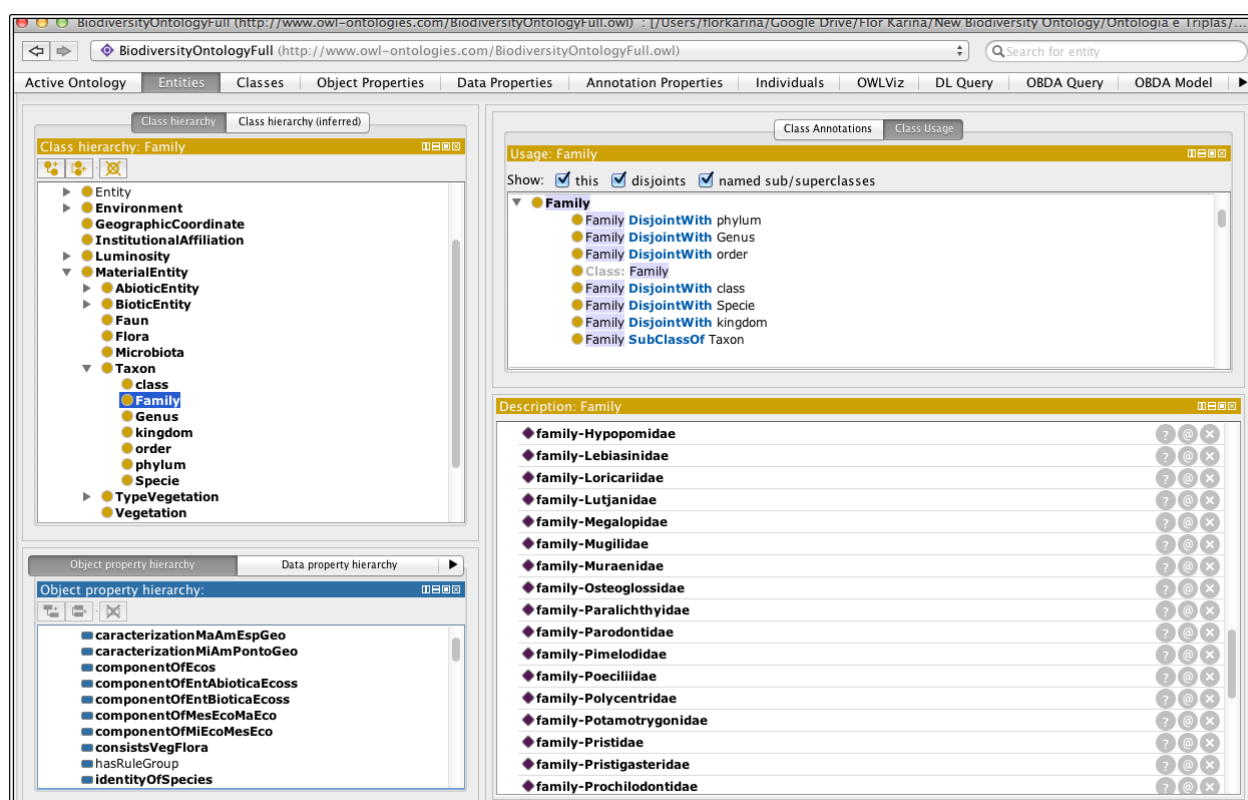 BiodiversityOntologyFull (http://www.owl-ontologies.com/BiodiversityOntologyFull.owl) : [/Users/florkarina/Google Drive/Flor Karina/New Biodiversity Ontology/Ontologia e Triplas/...
BiodiversityOntologyFull (http://www.owl-ontologies.com/BiodiversityOntologyFull.owl)
Search for entity
Active Ontology Entities Classes Object Properties Data Properties Annotation Properties Individuals OWLViz DL Query OBDA Query OBDA Model
Class hierarchy Class hierarchy (inferred)
Class hierarchy: Family
Entity
Environment
GeographicCoordinate
InstitutionalAffiliation
Luminosity
MaterialEntity
AbioticEntity
BioticEntity
Faun
Flora
Microbiota
Taxon
class
Family
Genus
kingdom
order
phylum
Specie
TypeVegetation
Vegetation
Object property hierarchy Data property hierarchy
Object property hierarchy:
caracterizationMaAmEspGeo
caracterizationMiAmPontoGeo
componentOfEcos
componentOfEntAbioticaEcoss
componentOfEntBioticaEcoss
componentOfMesEcoMaEco
componentOfMiEcoMesEco
consistsVegFlora
hasRuleGroup
identityOfSpecies
Class Annotations Class Usage
Usage: Family
Show: this disjoints named sub/superclasses
Family
Family DisjointWith phylum
Family DisjointWith Genus
Family DisjointWith order
Class: Family
Family DisjointWith class
Family DisjointWith Specie
Family DisjointWith kingdom
Family SubClassOf Taxon
Description: Family
family-Hypopomidae
family-Lebiasinidae
family-Loricariidae
family-Lutjanidae
family-Megalopidae
family-Mugilidae
family-Muraenidae
family-Osteoglossidae
family-Paralichthyidae
family-Parodontidae
family-Pimelodidae
family-Poeciliidae
family-Polycentridae
family-Potamotrygonidae
family-Pristidae
family-Pristigasteridae
family-Prochilodontidae